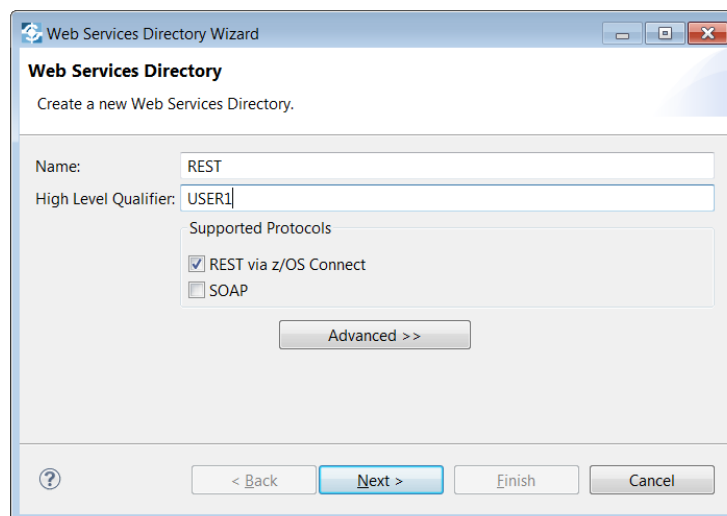 Web Services Directory Wizard
Web Services Directory
Create a new Web Services Directory.
Name: REST
High Level Qualifier: USER1
Supported Protocols
REST via z/OS Connect
SOAP
Advanced >>
? < Back Next > Finish Cancel